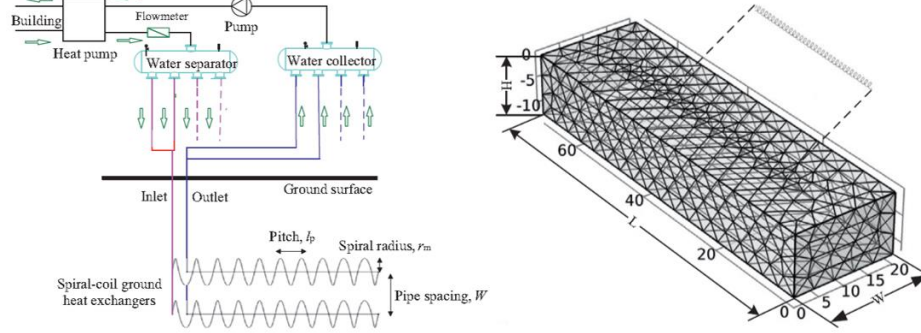 Building
Heat pump
Flowmeter
Pump
Water separator
Water collector
Inlet
Outlet
Ground surface
Pitch, lp
Spiral radius, rm
Spiral-coil ground
heat exchangers
Pipe spacing, W
0
-5
-10
H
60
40
20
0
L
0
5
10
15
20
W